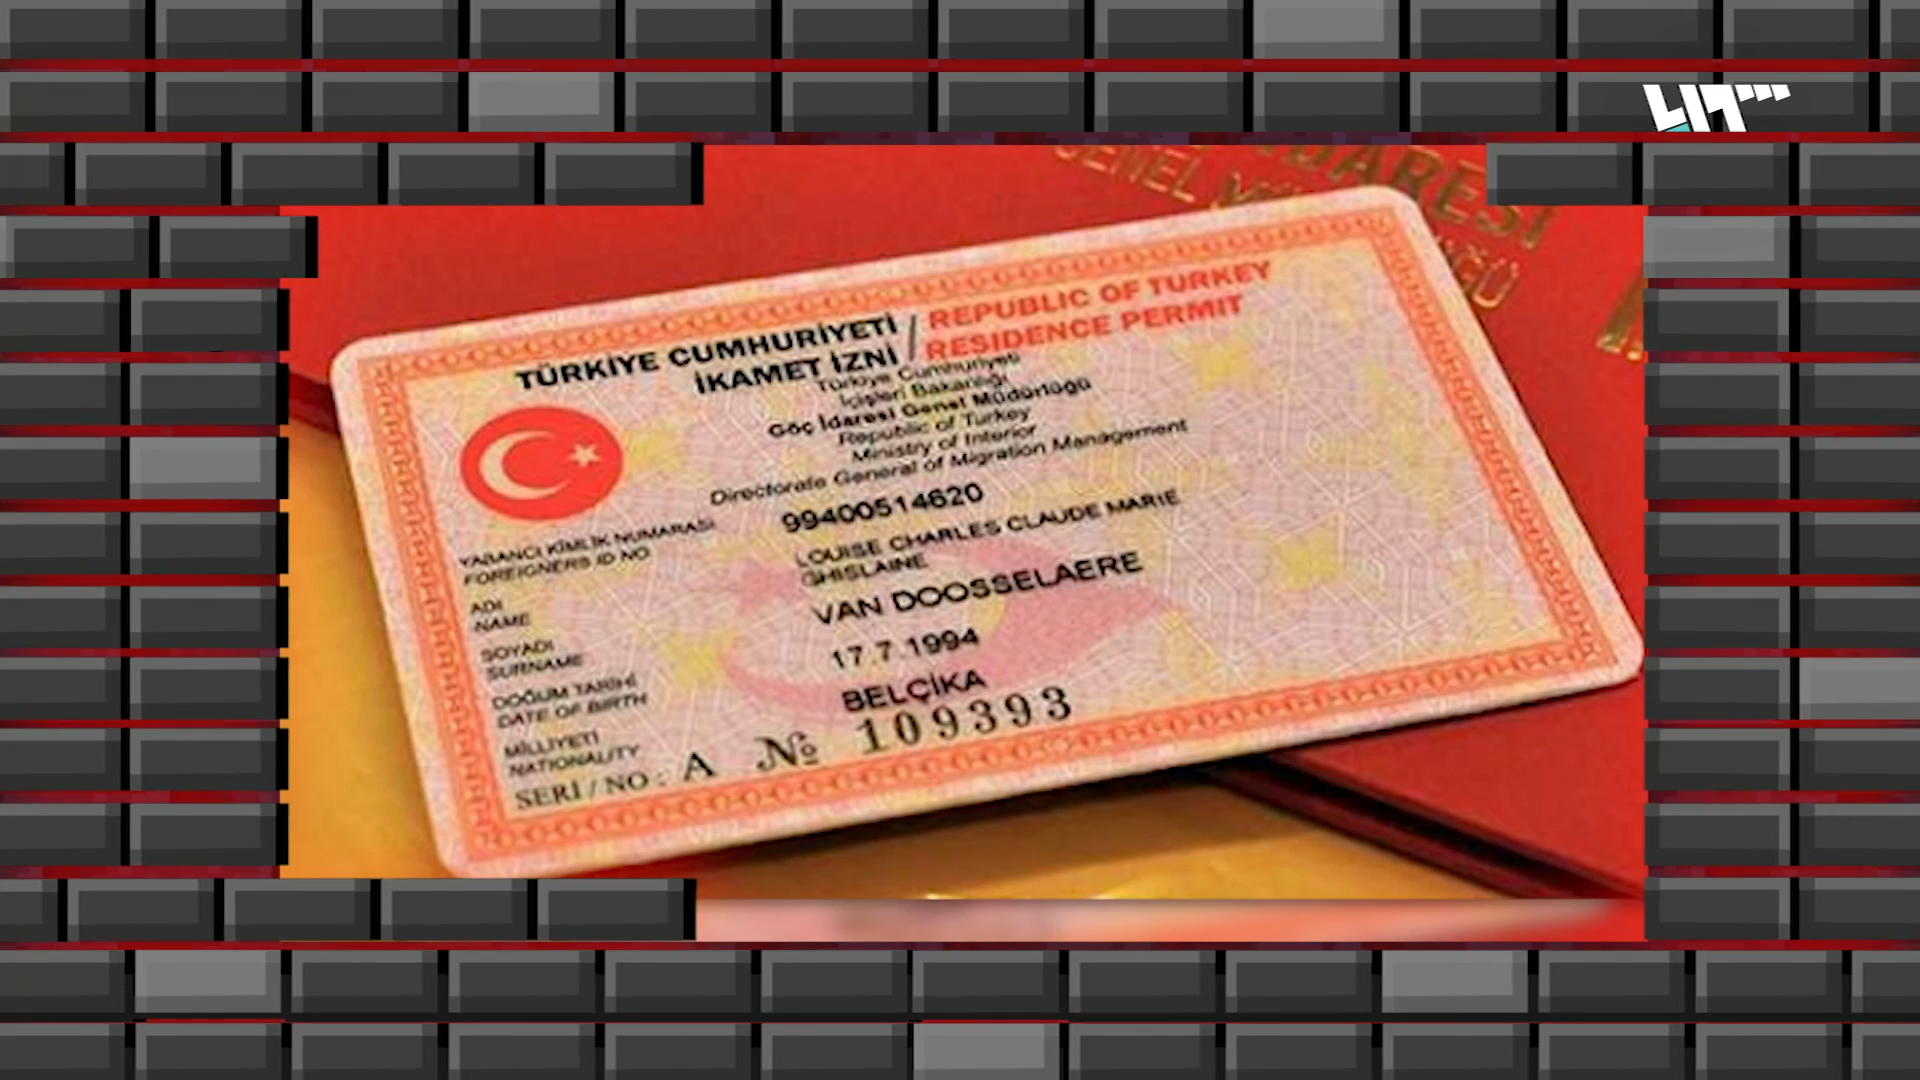 GENEL M
İDARESİ
ĞÜ
TÜRKİYE CUMHURİYETİ / REPUBLIC OF TURKEY
İKAMET İZNİ RESIDENCE PERMIT
Türkiye Cumhuriyeti
İçişleri Bakanlığı
Göç İdaresi Genel Müdürlüğü
Republic of Turkey
Ministry of Interior
Directorate General of Migration Management
YABANCI KİMLİK NUMARASI 99400514620
FOREIGNERS ID NO
ADI LOUISE CHARLES CLAUDE MARIE
NAME GHISLAINE
SOYADI VAN DOOSSELAERE
SURNAME
DOĞUM TARİHİ 17.7.1994
DATE OF BIRTH
MİLLİYETİ BELÇİKA
NATIONALITY
SERİ / NO : A № 109393